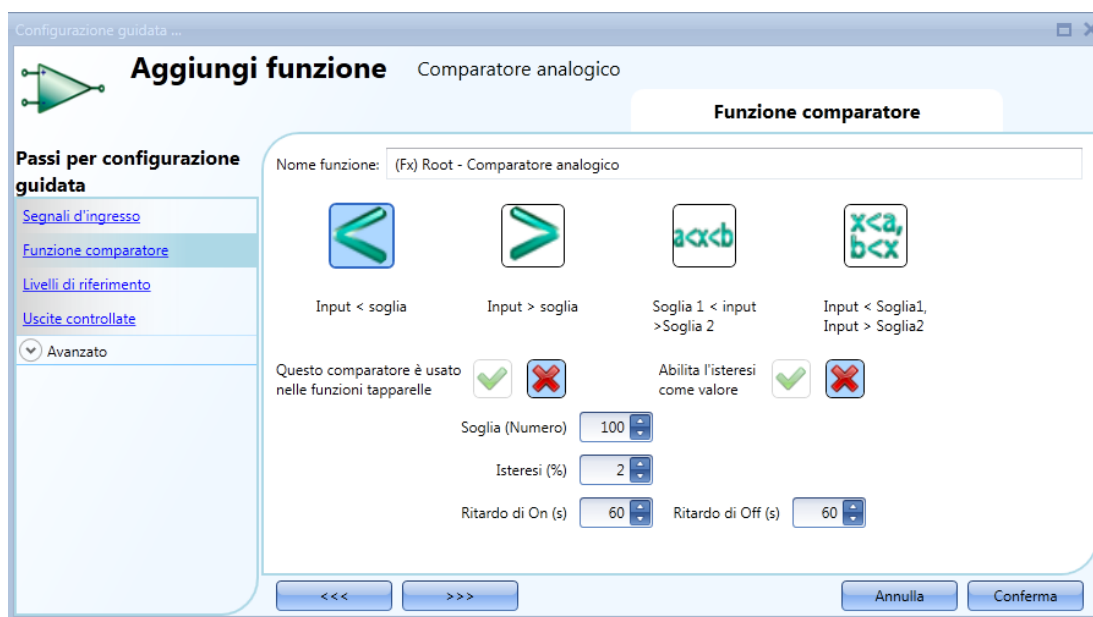 Configurazione guidata ...
Aggiungi funzione Comparatore analogico
Funzione comparatore
Passi per configurazione
guidata
Segnali d'ingresso
Funzione comparatore
Livelli di riferimento
Uscite controllate
Avanzato
Nome funzione: (Fx) Root - Comparatore analogico
a<x<b
x<a,
b<x
Input < soglia
Input > soglia
Soglia 1 < input
>Soglia 2
Input < Soglia1,
Input > Soglia2
Questo comparatore è usato
nelle funzioni tapparelle
Abilita l'isteresi
come valore
Soglia (Numero) 100
Isteresi (%) 2
Ritardo di On (s) 60 Ritardo di Off (s) 60
<<< >>> Annulla Conferma